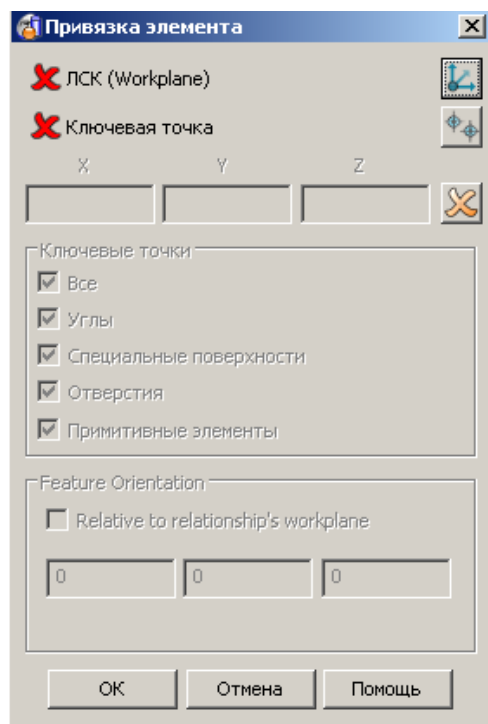 Привязка элемента
ЛСК (Workplane)
Ключевая точка
X Y Z
Ключевые точки
Все
Углы
Специальные поверхности
Отверстия
Примитивные элементы
Feature Orientation
Relative to relationship's workplane
0 0 0
ОК Отмена Помощь